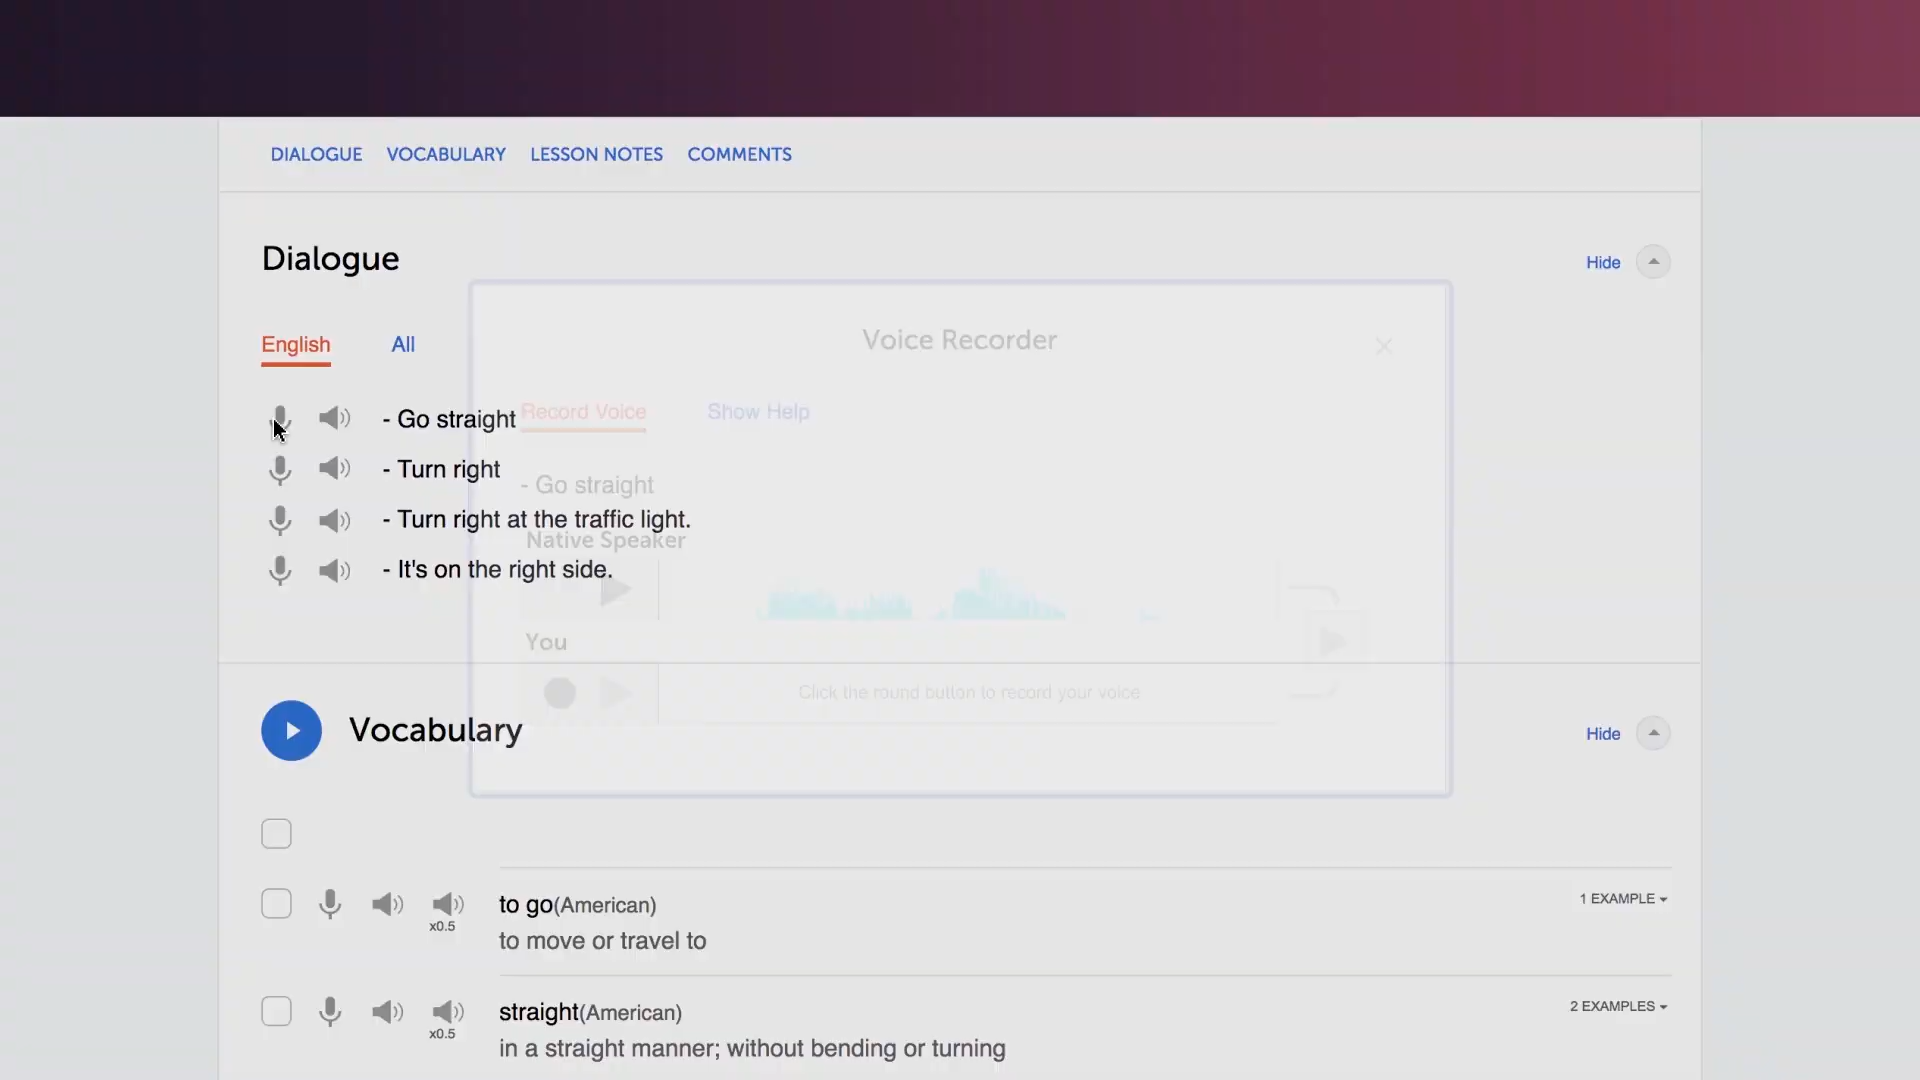 DIALOGUE VOCABULARY LESSON NOTES COMMENTS
Dialogue
Hide
English All
- Go straight
- Turn right
- Turn right at the traffic light.
- It's on the right side.
Voice Recorder
Record Voice Show Help
- Go straight
Native Speaker
You
Click the round button to record your voice
Vocabulary
Hide
to go(American)
1 EXAMPLE
x0.5
to move or travel to
straight(American)
2 EXAMPLES
x0.5
in a straight manner; without bending or turning